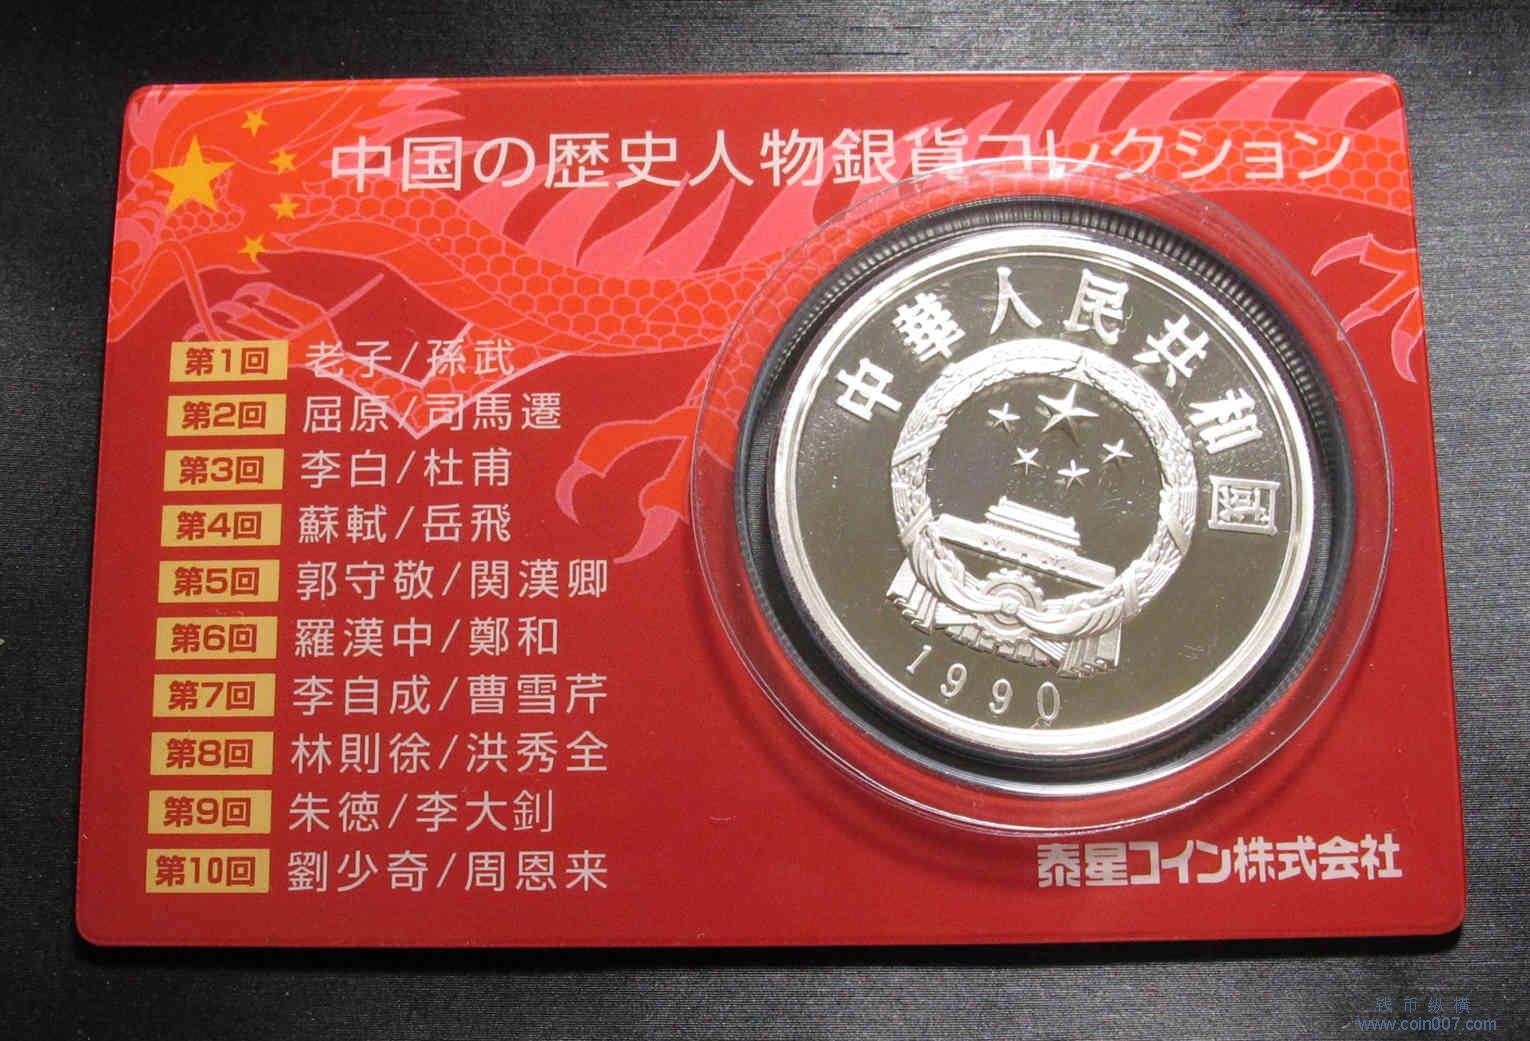 中国の歴史人物銀貨コレクション
第1回 老子/孫武
第2回 屈原/司馬遷
第3回 李白/杜甫
第4回 蘇軾/岳飛
第5回 郭守敬/関漢卿
第6回 羅漢中/鄭和
第7回 李自成/曹雪芹
第8回 林則徐/洪秀全
第9回 朱徳/李大釗
第10回 劉少奇/周恩来
中華人民共和國
1990
泰星コイン株式会社
钱币纵横
www.coin007.com